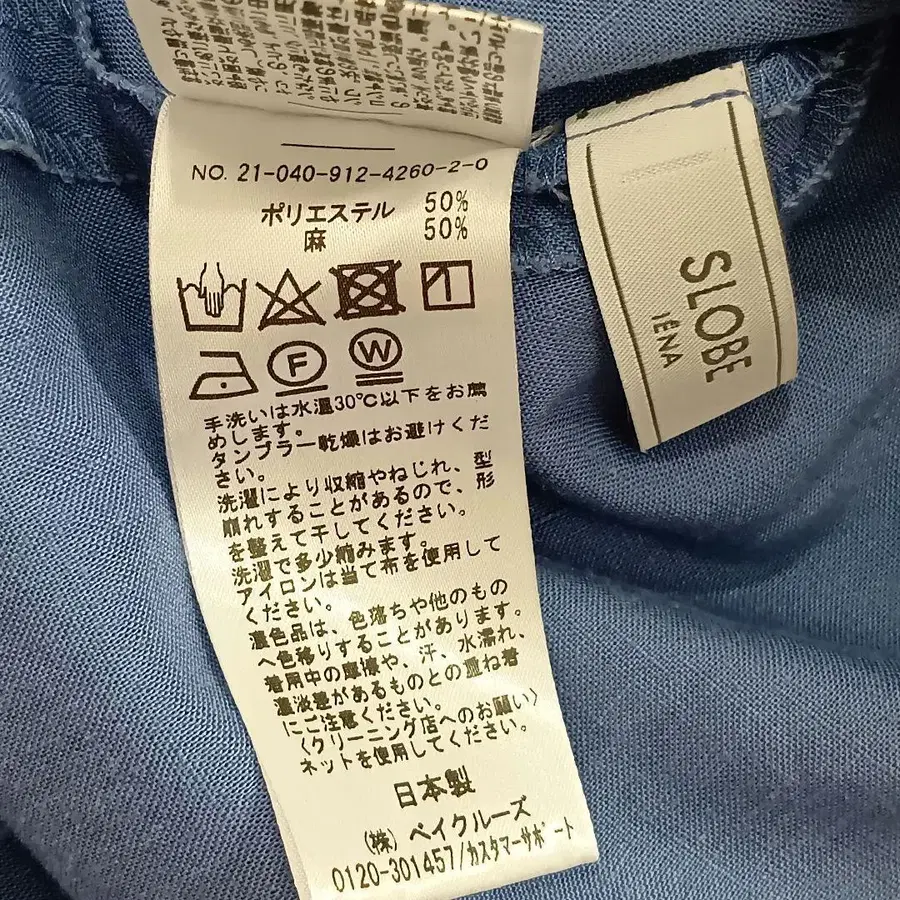 NO. 21-040-912-4260-2-0
ポリエステル 50%
麻 50%
F
W
手洗いは水温30℃以下をお薦
めします。
タンブラー乾燥はお避けくだ
さい。
洗濯により収縮やねじれ、型
崩れすることがあるので、形
を整えて干してください。
洗濯で多少縮みます。
アイロンは当て布を使用して
ください。
濃色品は、色落ちや他のもの
へ色移りすることがあります。
着用中の摩擦や、汗、水濡れ、
濃淡差があるものとの重ね着
にご注意ください。
〈クリーニング店へのお願い〉
ネットを使用してください。
日本製
(株) ベイクルーズ
0120-301457/カスタマーサポート
SLOBE
IÉNA